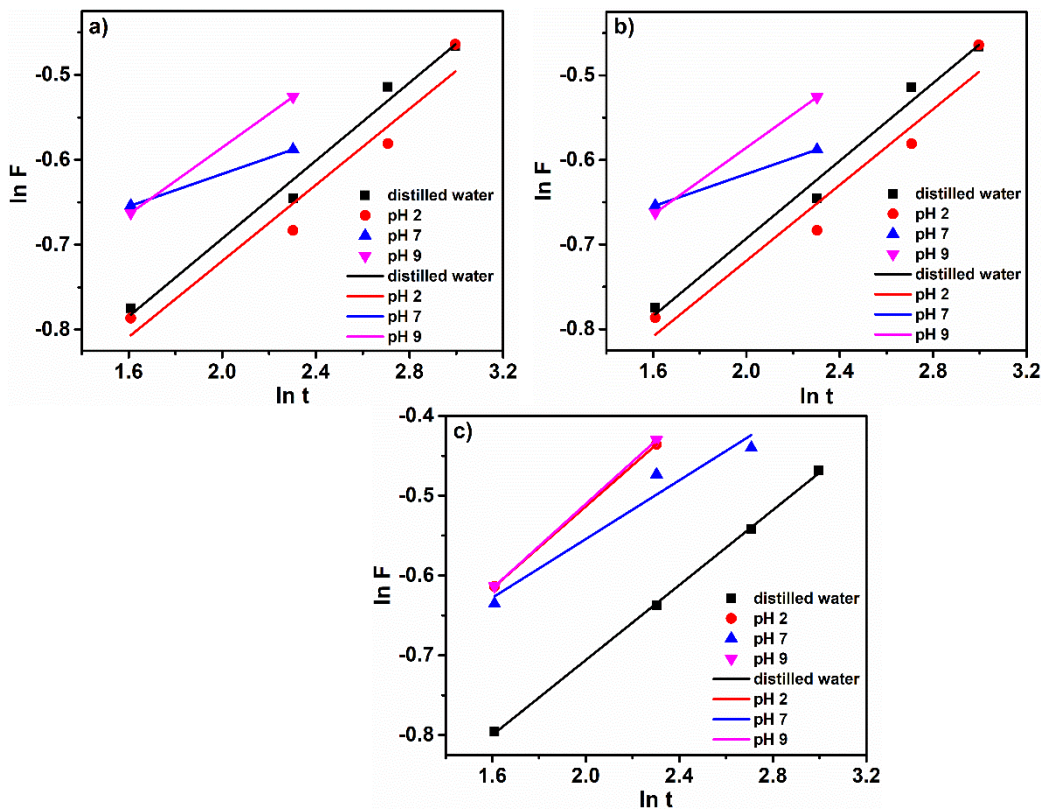 a)
ln F
-0.5
-0.6
-0.7
-0.8
distilled water
pH 2
pH 7
pH 9
distilled water
pH 2
pH 7
pH 9
1.6 2.0 2.4 2.8 3.2
ln t
b)
ln F
-0.5
-0.6
-0.7
-0.8
distilled water
pH 2
pH 7
pH 9
distilled water
pH 2
pH 7
pH 9
1.6 2.0 2.4 2.8 3.2
ln t
c)
ln F
-0.4
-0.5
-0.6
-0.7
-0.8
distilled water
pH 2
pH 7
pH 9
distilled water
pH 2
pH 7
pH 9
1.6 2.0 2.4 2.8 3.2
ln t